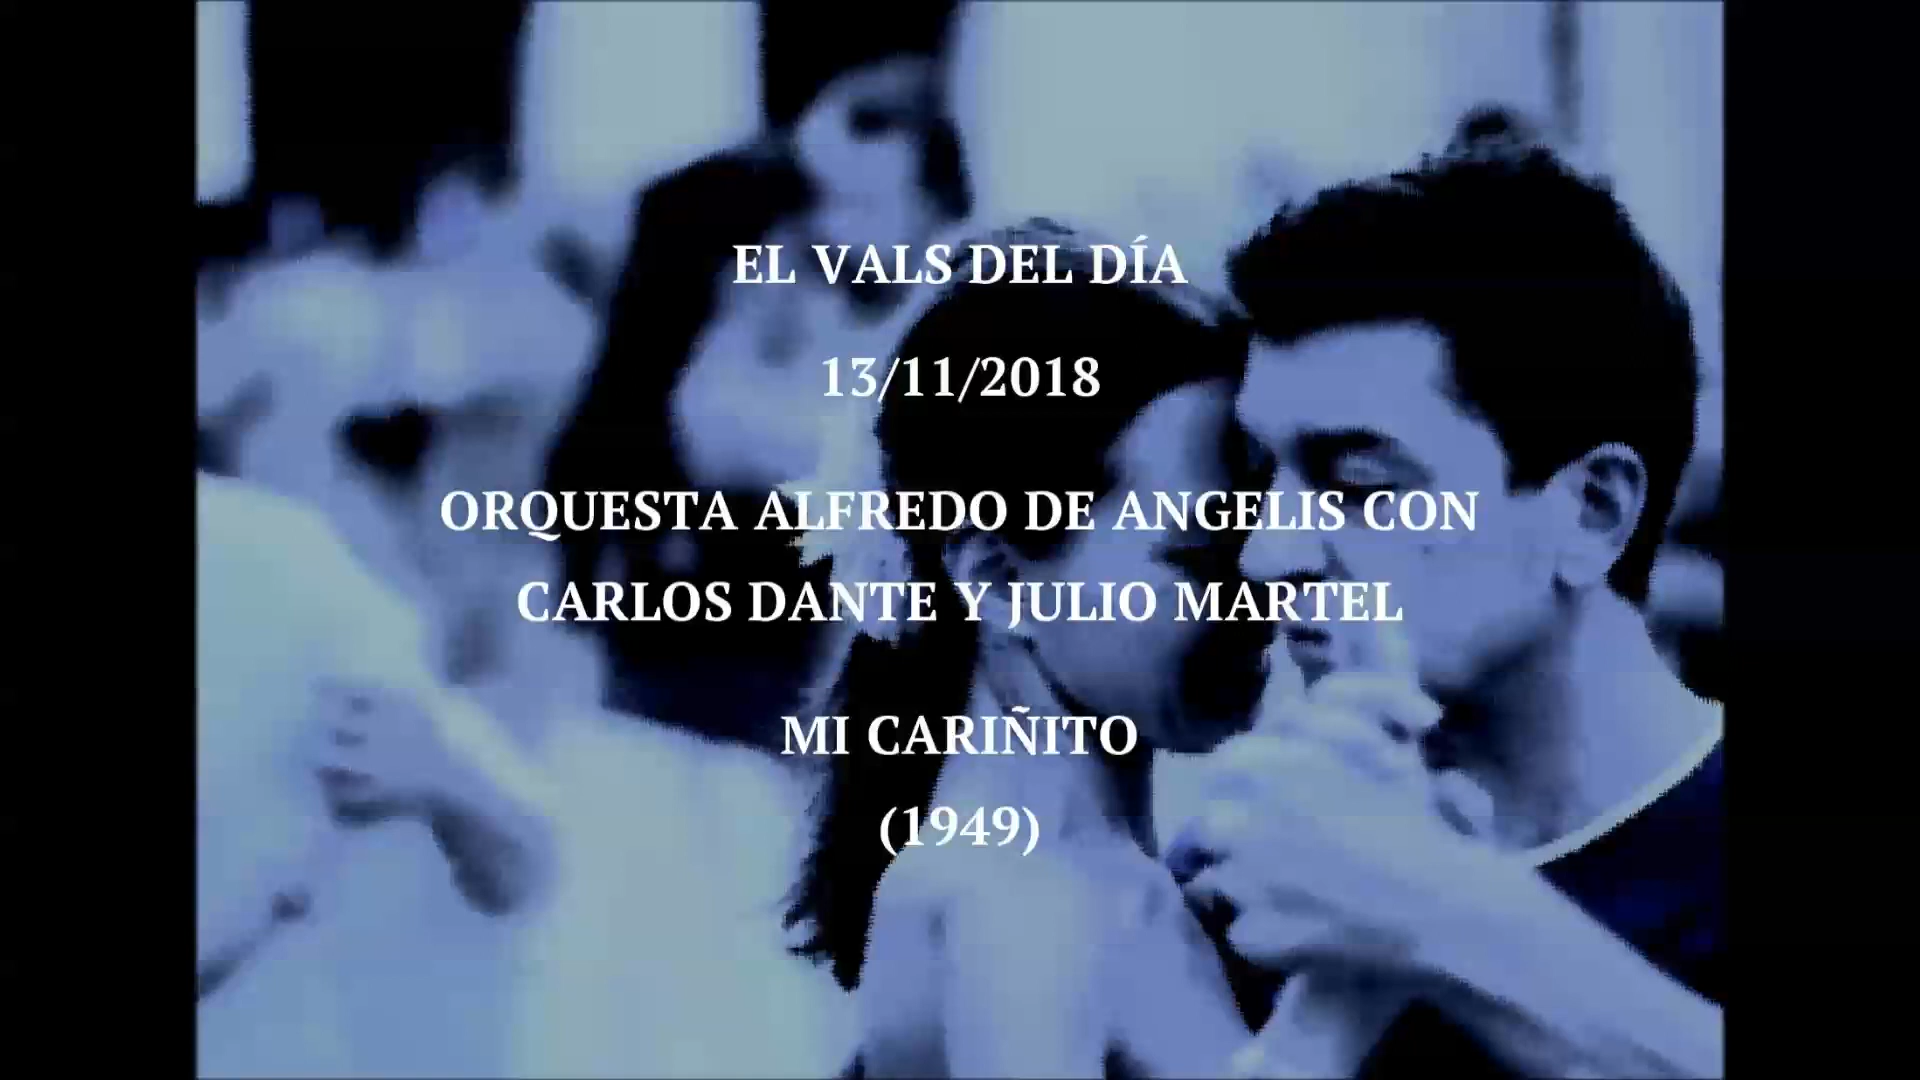 EL VALS DEL DÍA
13/11/2018
ORQUESTA ALFREDO DE ANGELIS CON
CARLOS DANTE Y JULIO MARTEL
MI CARIÑITO
(1949)